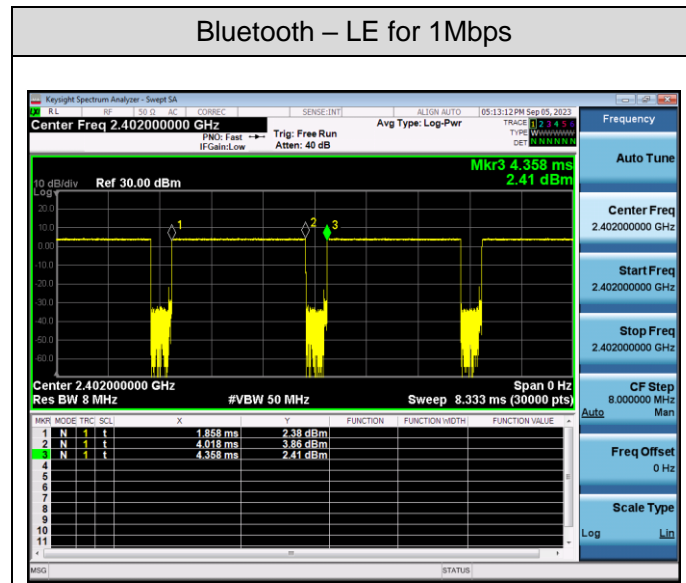 Bluetooth – LE for 1Mbps
Keysight Spectrum Analyzer - Swept SA
RL RF 50 Ω AC CORREC SENSE:INT ALIGN AUTO 05:13:12 PM Sep 05, 2023
Center Freq 2.402000000 GHz
PNO: Fast
IFGain:Low
Trig: Free Run
Atten: 40 dB
Avg Type: Log-Pwr
TRACE 1 2 3 4 5 6
TYPE WWWWWW
DET N N N N N N
Mkr3 4.358 ms
2.41 dBm
10 dB/div Ref 30.00 dBm
Log
20.0
10.0
0.00
-10.0
-20.0
-30.0
-40.0
-50.0
-60.0
1
2
3
Center 2.402000000 GHz Span 0 Hz
Res BW 8 MHz #VBW 50 MHz Sweep 8.333 ms (30000 pts)
MKR MODE TRC SCL X Y FUNCTION FUNCTION WIDTH FUNCTION VALUE
1 N 1 t 1.858 ms 2.38 dBm
2 N 1 t 4.018 ms 3.86 dBm
3 N 1 t 4.358 ms 2.41 dBm
4
5
6
7
8
9
10
11
MSG STATUS
Frequency
Auto Tune
Center Freq
2.402000000 GHz
Start Freq
2.402000000 GHz
Stop Freq
2.402000000 GHz
CF Step
8.000000 MHz
Auto Man
Freq Offset
0 Hz
Scale Type
Log Lin